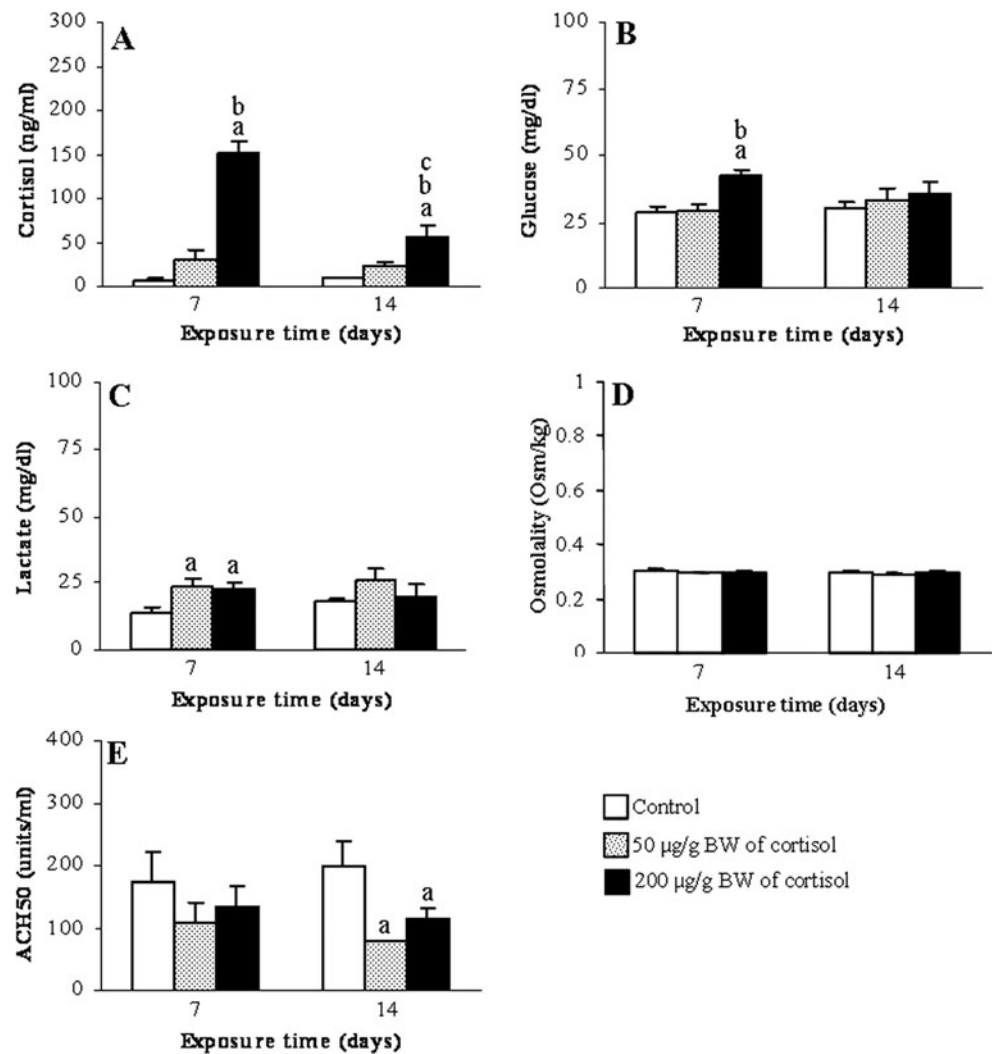 A
300
250
200
150
100
50
0
Cortisol (ng/ml)
b
a
c
b
a
7
14
Exposure time (days)
B
100
75
50
25
0
Glucose (mg/dl)
b
a
7
14
Exposure time (days)
C
100
75
50
25
0
Lactate (mg/dl)
a
a
7
14
Exposure time (days)
D
1
0.8
0.6
0.4
0.2
0
Osmolality (Osm/kg)
7
14
Exposure time (days)
E
400
300
200
100
0
ACH50 (units/ml)
a
a
7
14
Exposure time (days)
Control
50 µg/g BW of cortisol
200 µg/g BW of cortisol